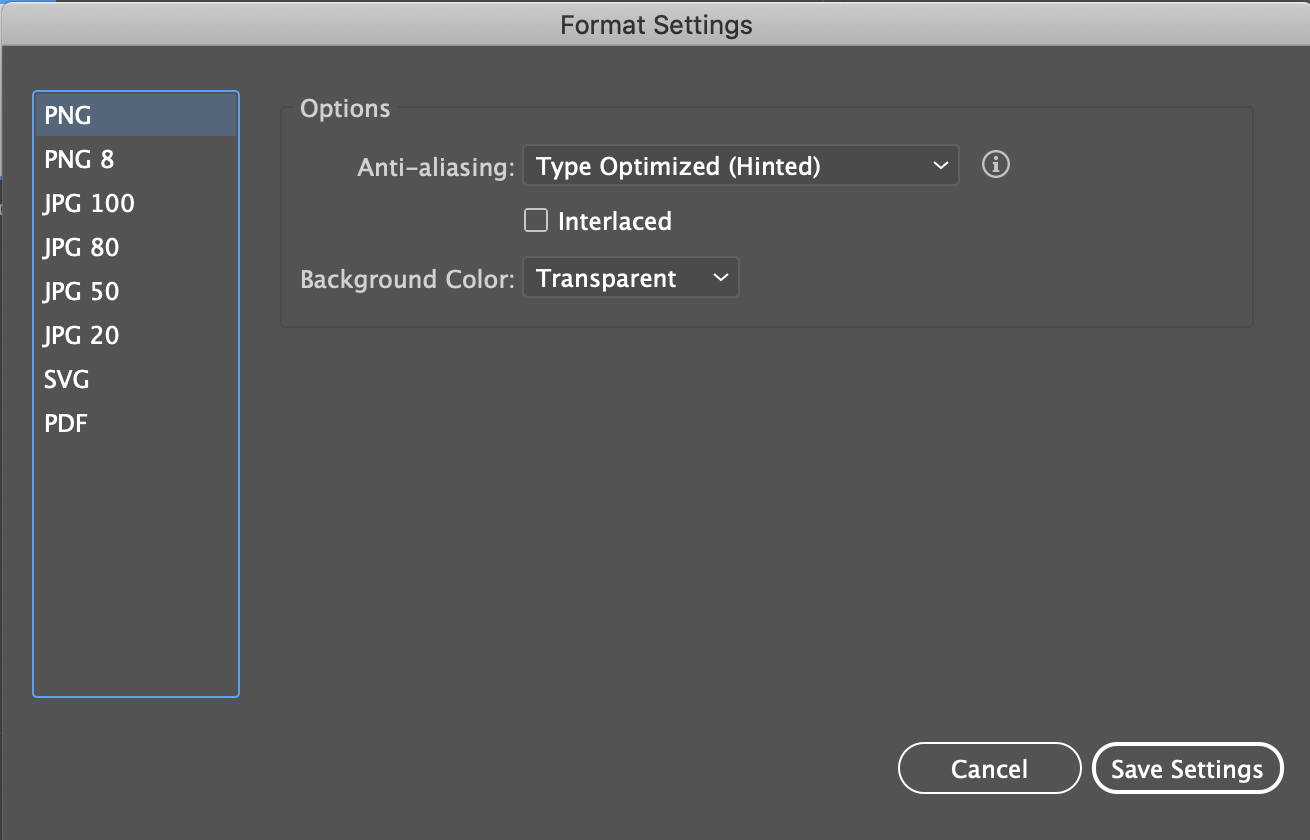 Format Settings
PNG
PNG 8
JPG 100
JPG 80
JPG 50
JPG 20
SVG
PDF
Options
Anti-aliasing: Type Optimized (Hinted)
Interlaced
Background Color: Transparent
Cancel
Save Settings